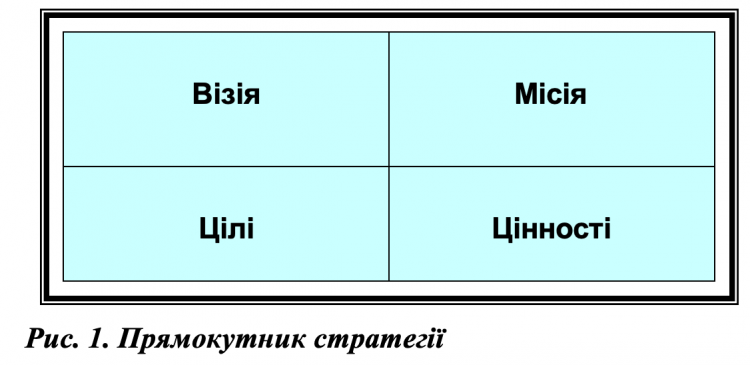 Візія Місія
Цілі Цінності
Рис. 1. Прямокутник стратегії